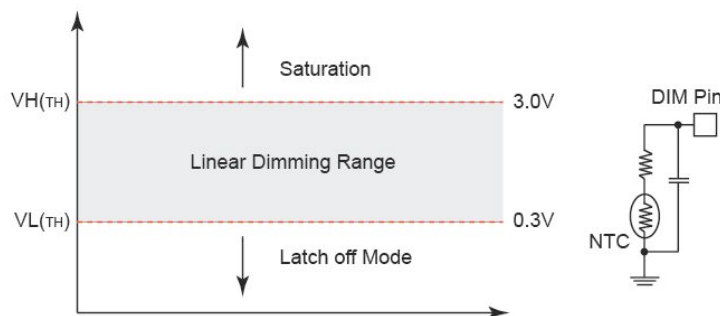 Saturation
VH(TH)
3.0V
DIM Pin
Linear Dimming Range
VL(TH)
0.3V
NTC
Latch off Mode